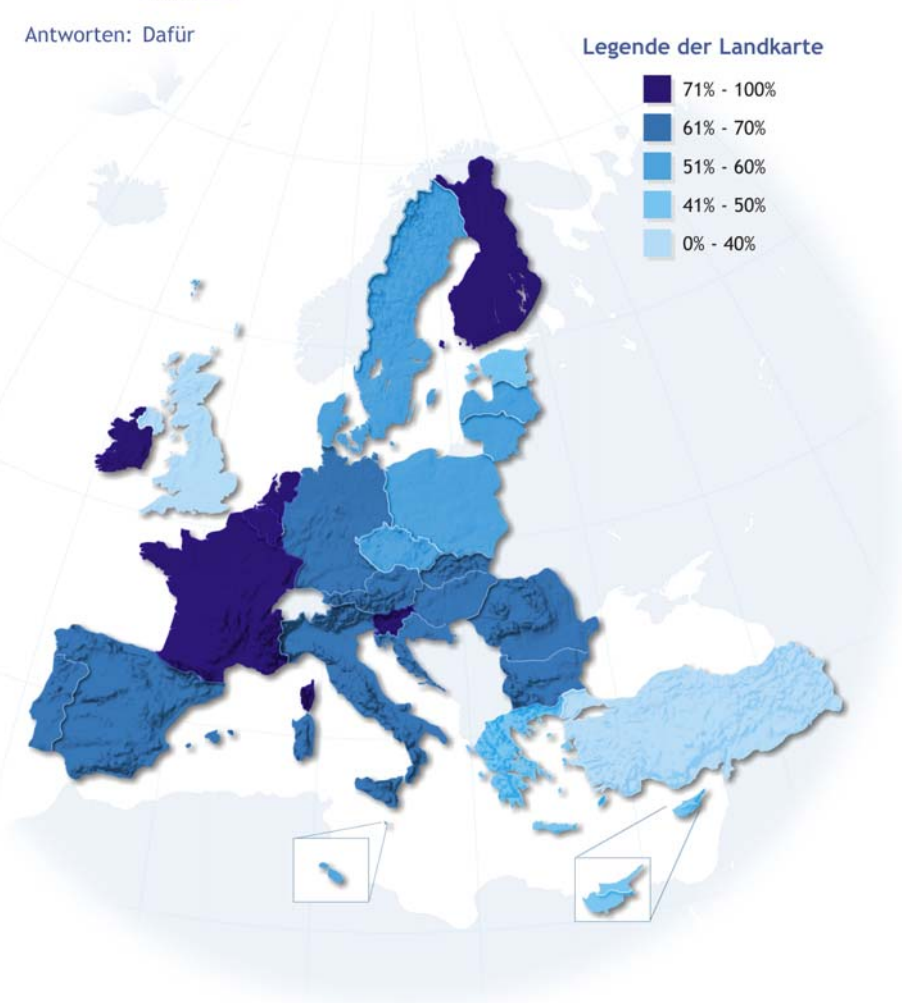 Antworten: Dafür
Legende der Landkarte
71% - 100%
61% - 70%
51% - 60%
41% - 50%
0% - 40%